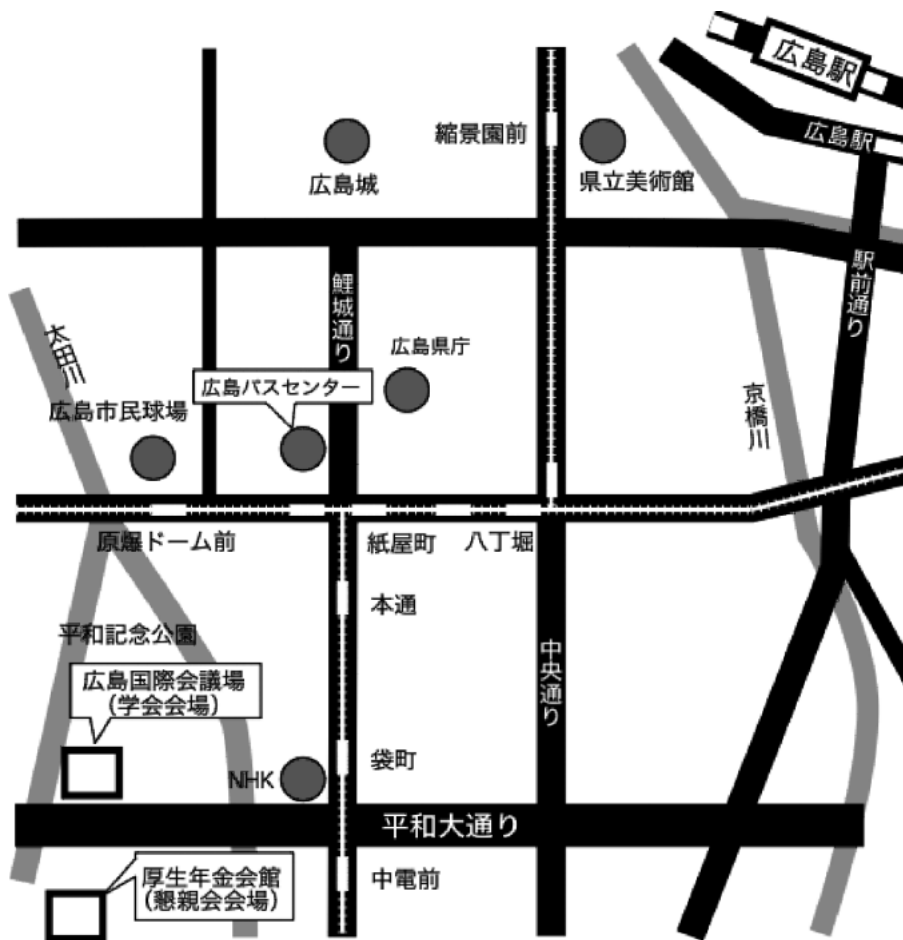 広島駅
広島駅
縮景園前
広島城
県立美術館
鯉城通り
駅前通り
太田川
広島県庁
広島バスセンター
京橋川
広島市民球場
原爆ドーム前
紙屋町
八丁堀
本通
平和記念公園
中央通り
広島国際会議場
(学会会場)
袋町
NHK
平和大通り
厚生年金会館
(懇親会会場)
中電前